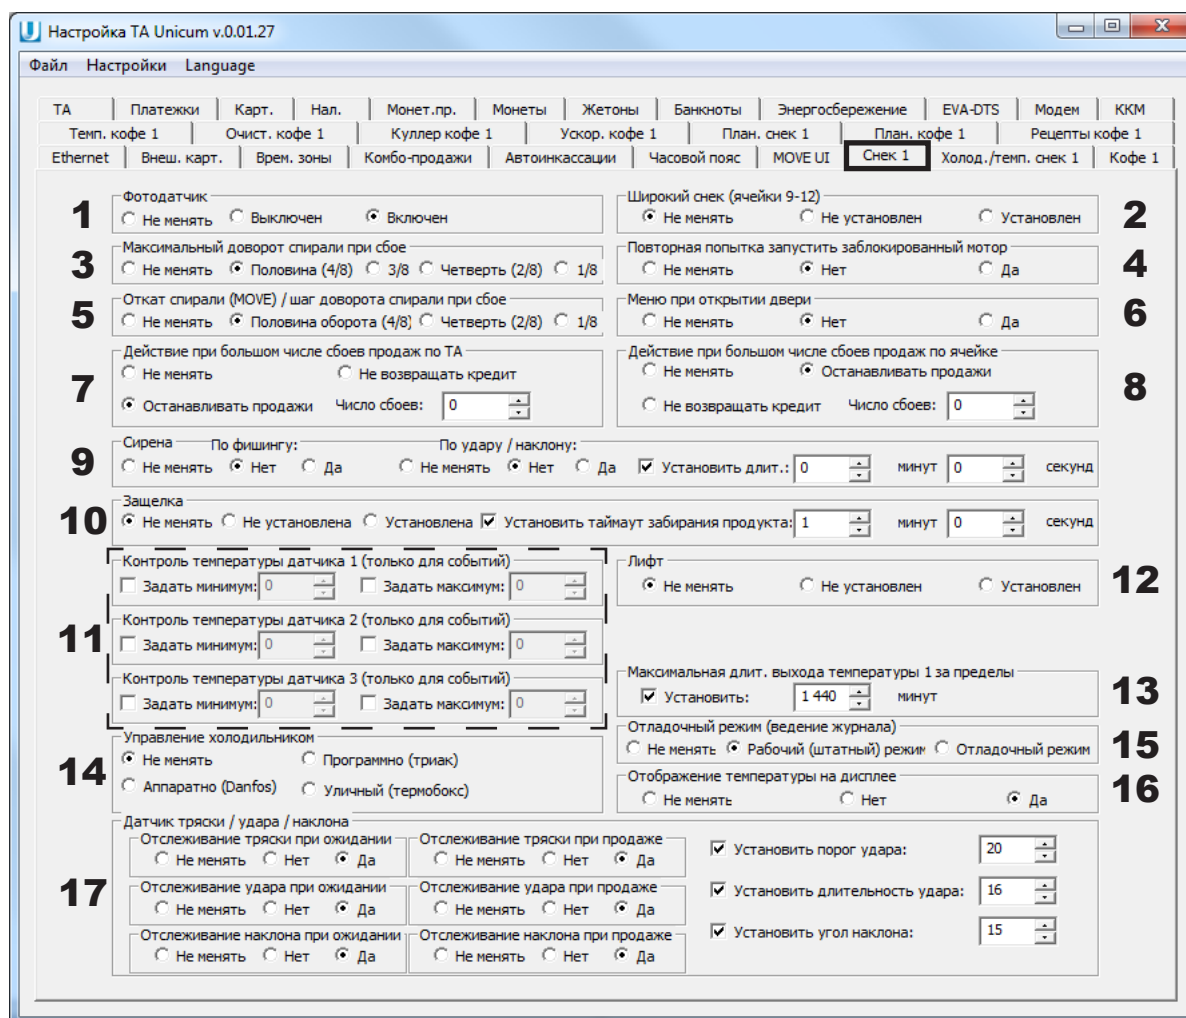 Настройка ТА Unicum v.0.01.27
Файл Настройки Language
ТА Платежки Карт. Нал. Монет.пр. Монеты Жетоны Банкноты Энергосбережение EVA-DTS Модем ККМ
Темп. кофе 1 Очист. кофе 1 Куллер кофе 1 Ускор. кофе 1 План. снек 1 План. кофе 1 Рецепты кофе 1
Ethernet Внеш. карт. Врем. зоны Комбо-продажи Автоинкассации Часовой пояс MOVE UI Снек 1 Холод./темп. снек 1 Кофе 1
Фотодатчик
1 Не менять Выключен Включен
Широкий снек (ячейки 9-12)
Не менять Не установлен Установлен 2
Максимальный доворот спирали при сбое
3 Не менять Половина (4/8) 3/8 Четверть (2/8) 1/8
Повторная попытка запустить заблокированный мотор
Не менять Нет Да 4
Откат спирали (MOVE) / шаг доворота спирали при сбое
5 Не менять Половина оборота (4/8) Четверть (2/8) 1/8
Меню при открытии двери
Не менять Нет Да 6
Действие при большом числе сбоев продаж по ТА
Не менять Не возвращать кредит
7
Останавливать продажи Число сбоев: 0
Действие при большом числе сбоев продаж по ячейке
Не менять Останавливать продажи
8
Не возвращать кредит Число сбоев: 0
Сирена По фишингу: По удару / наклону:
9 Не менять Нет Да Не менять Нет Да Установить длит.: 0 минут 0 секунд
Защелка
10 Не менять Не установлена Установлена Установить таймаут забирания продукта: 1 минут 0 секунд
Контроль температуры датчика 1 (только для событий)
Задать минимум: 0 Задать максимум: 0
Лифт
Не менять Не установлен Установлен 12
Контроль температуры датчика 2 (только для событий)
11 Задать минимум: 0 Задать максимум: 0
Контроль температуры датчика 3 (только для событий)
Задать минимум: 0 Задать максимум: 0
Максимальная длит. выхода температуры 1 за пределы
Установить: 1 440 минут 13
Управление холодильником
Не менять Программно (триак)
14
Аппаратно (Danfos) Уличный (термобокс)
Отладочный режим (ведение журнала)
Не менять Рабочий (штатный) режим Отладочный режим 15
Отображение температуры на дисплее
Не менять Нет Да 16
Датчик тряски / удара / наклона
Отслеживание тряски при ожидании Отслеживание тряски при продаже
Не менять Нет Да Не менять Нет Да Установить порог удара: 20
17
Отслеживание удара при ожидании Отслеживание удара при продаже
Не менять Нет Да Не менять Нет Да Установить длительность удара: 16
Отслеживание наклона при ожидании Отслеживание наклона при продаже
Не менять Нет Да Не менять Нет Да Установить угол наклона: 15